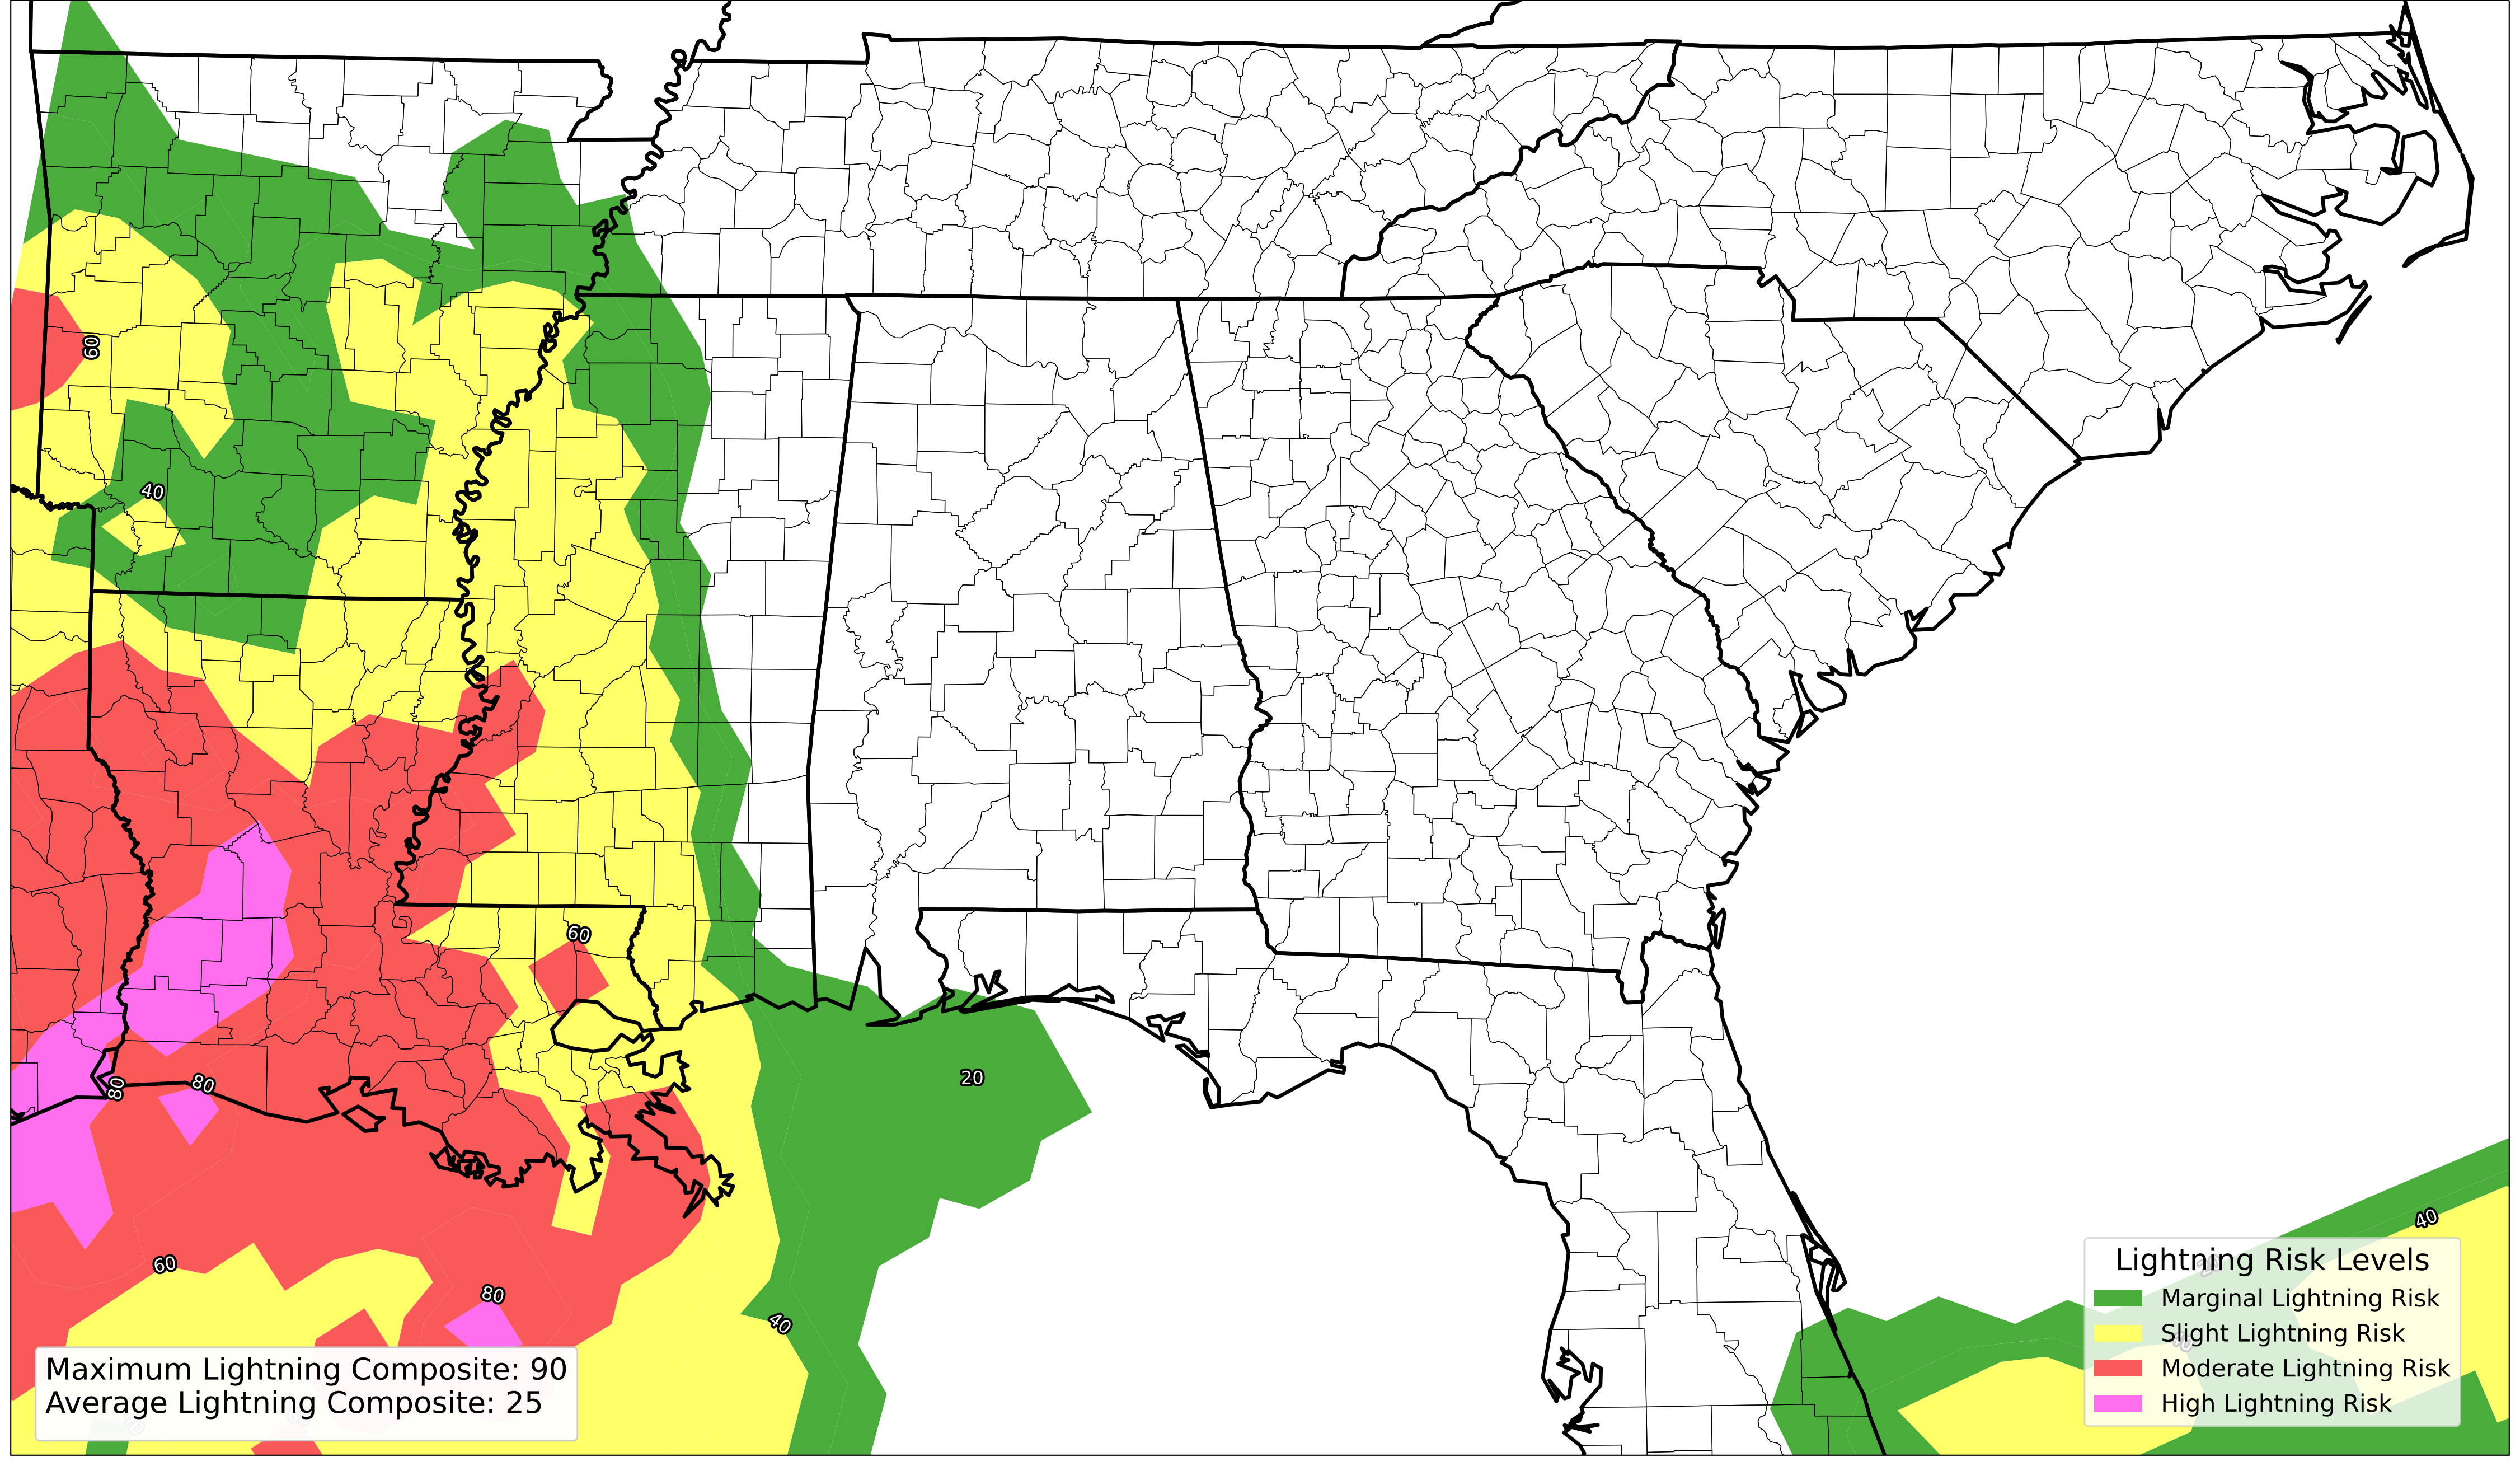 60
40
60
20
80
80
40
60
80
40
Lightning Risk Levels
Marginal Lightning Risk
Slight Lightning Risk
Moderate Lightning Risk
High Lightning Risk
Maximum Lightning Composite: 90
Average Lightning Composite: 25